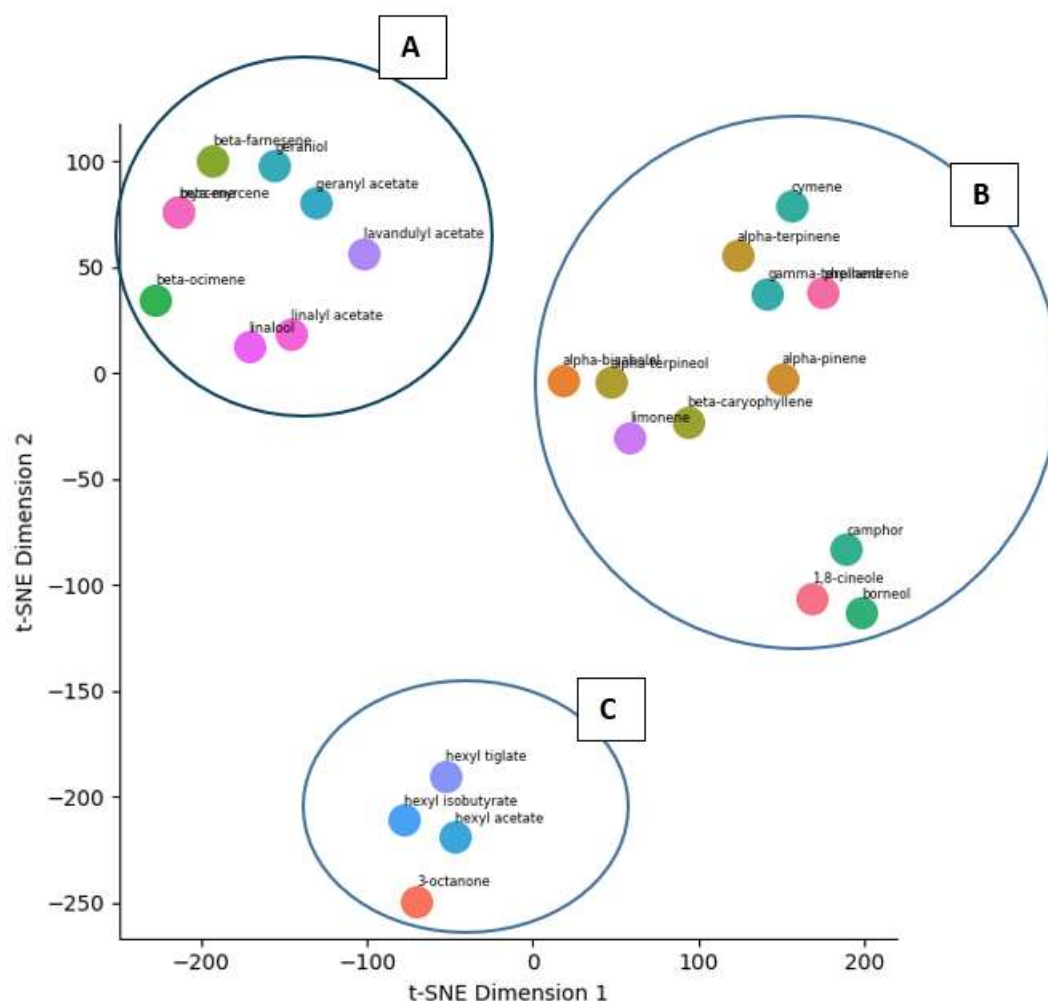 A
B
C
beta-farnesene
geraniol
geranyl acetate
lavandulyl acetate
beta-ocimene
linalyl acetate
linalool
cymene
alpha-terpinene
alpha-pinene
alpha-bisabolol
alpha-terpineol
beta-caryophyllene
limonene
camphor
1,8-cineole
borneol
hexyl tiglate
hexyl isobutyrate
hexyl acetate
3-octanone
100
50
0
−50
−100
−150
−200
−250
−200
−100
0
100
200
t-SNE Dimension 1
t-SNE Dimension 2